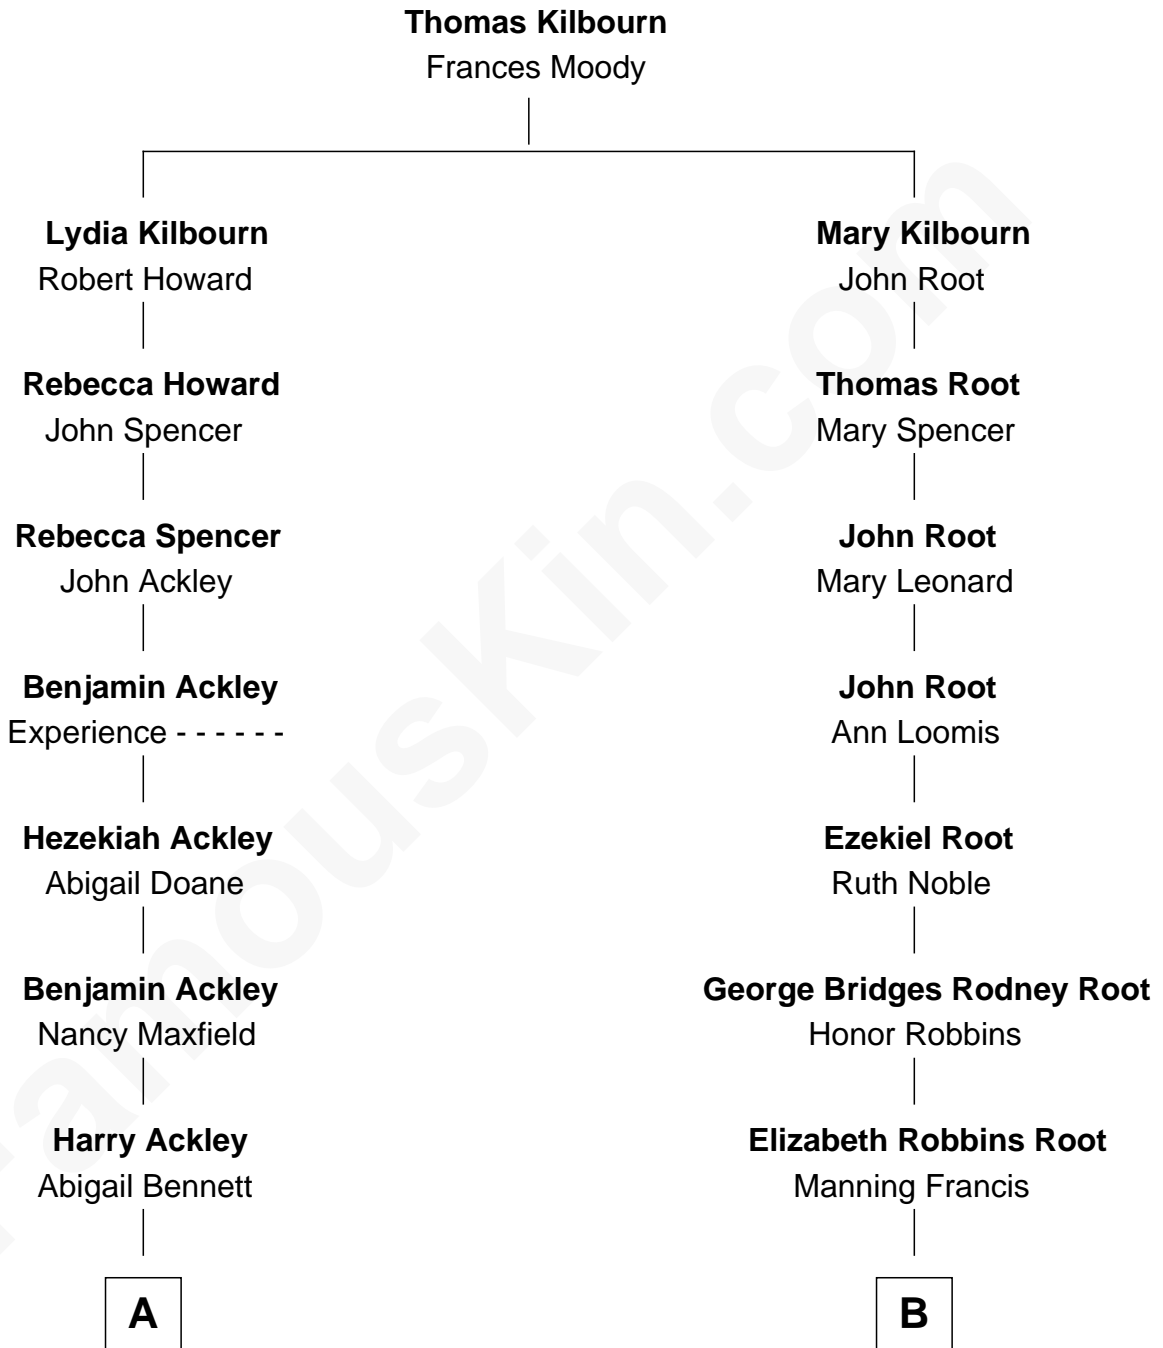 Thomas Kilbourn
Frances Moody
Lydia Kilbourn
Robert Howard
Mary Kilbourn
John Root
Rebecca Howard
John Spencer
Thomas Root
Mary Spencer
Rebecca Spencer
John Ackley
John Root
Mary Leonard
Benjamin Ackley
Experience - - - - - -
John Root
Ann Loomis
Hezekiah Ackley
Abigail Doane
Ezekiel Root
Ruth Noble
Benjamin Ackley
Nancy Maxfield
George Bridges Rodney Root
Honor Robbins
Harry Ackley
Abigail Bennett
Elizabeth Robbins Root
Manning Francis
A
B
FamousKin.com